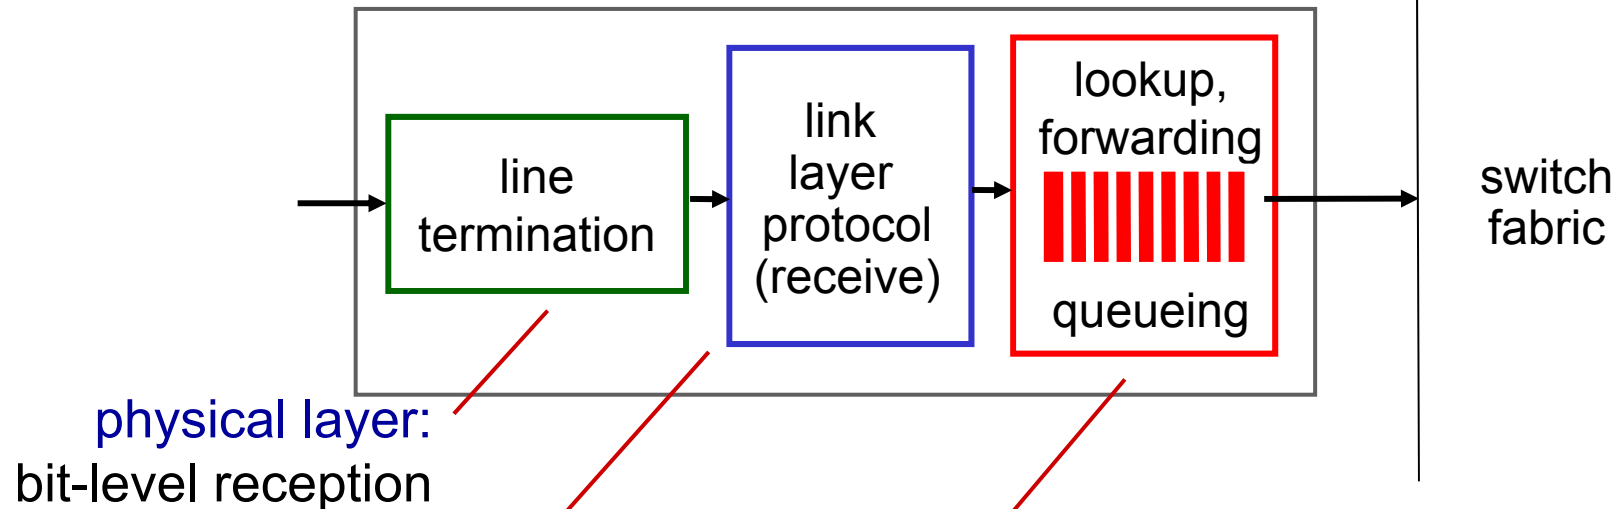 line
termination
link
layer
protocol
(receive)
lookup,
forwarding
queueing
switch
fabric
physical layer:
bit-level reception